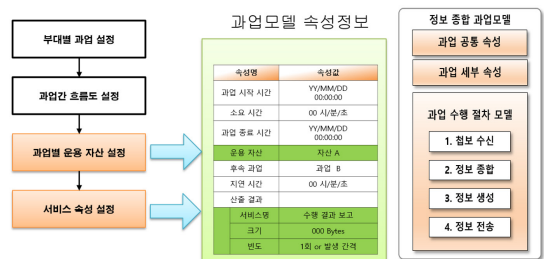 과업모델 속성정보
부대별 과업 설정
과업간 흐름도 설정
과업별 운용 자산 설정
서비스 속성 설정
속성명 속성값
과업 시작 시간 YY/MM/DD
00:00:00
소요 시간 00 시/분/초
과업 종료 시간 YY/MM/DD
00:00:00
운용 자산 자산 A
후속 과업 과업 B
지연 시간 00 시/분/초
산출 결과
서비스명 수행 결과 보고
크기 000 Bytes
빈도 1회 or 발생 간격
정보 종합 과업모델
과업 공통 속성
과업 세부 속성
과업 수행 절차 모델
1. 첩보 수신
2. 정보 종합
3. 정보 생성
4. 정보 전송